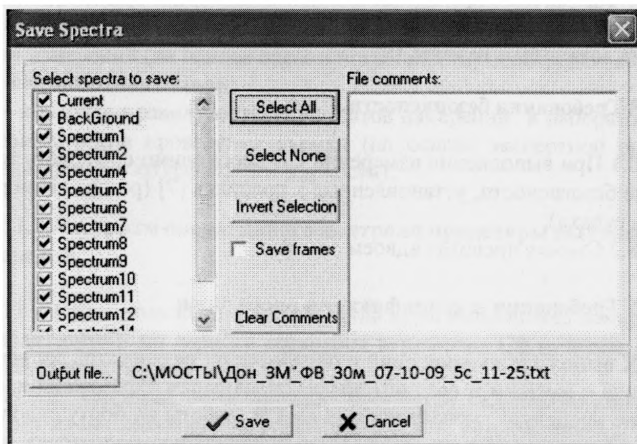 Save Spectra
Select spectra to save:
File comments:
Current
BackGround
Spectrum1
Spectrum2
Spectrum4
Spectrum5
Spectrum6
Spectrum7
Spectrum8
Spectrum9
Spectrum10
Spectrum11
Spectrum12
Spectrum14
Select All
Select None
Invert Selection
Save frames
Clear Comments
Output file...
C:\МОСТЫ\Дон_3М_ФВ_30м_07-10-09_5с_11-25.txt
Save
Cancel